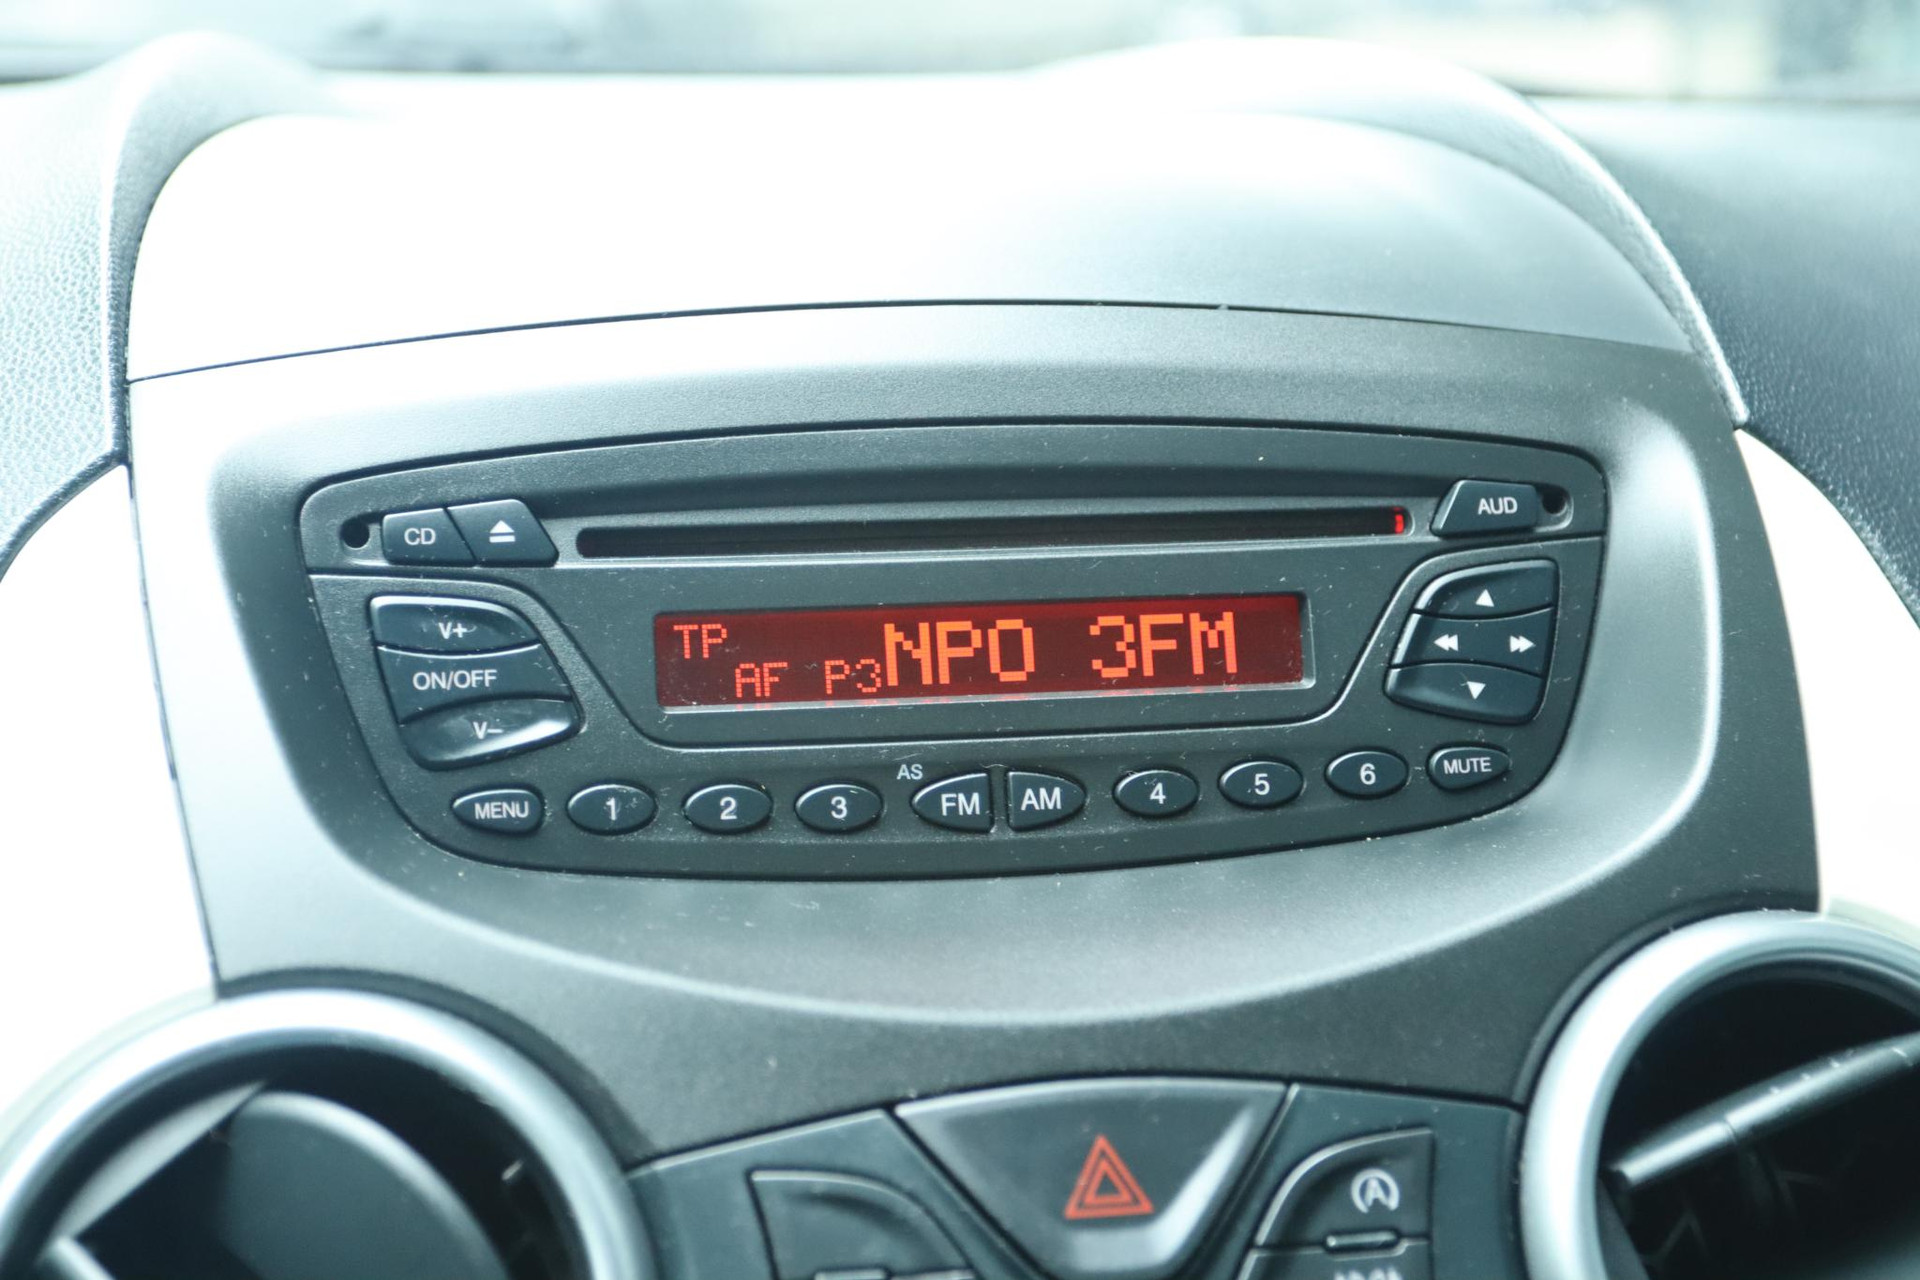 CD
AUD
V+
ON/OFF
V-
TP
AF P3 NPO 3FM
AS
MENU 1 2 3 FM AM 4 5 6 MUTE
A